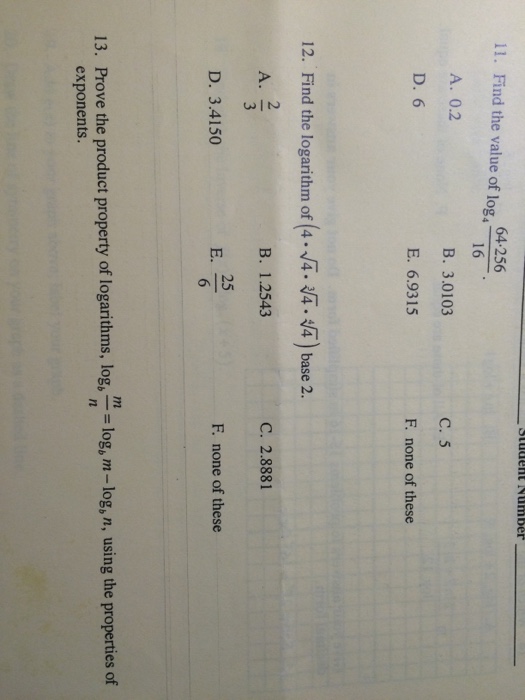 Student Number
11. Find the value of log₄ 64·256/16.
A. 0.2 B. 3.0103 C. 5
D. 6 E. 6.9315 F. none of these
12. Find the logarithm of (4·√4·∛4·∜4) base 2.
A. 2/3 B. 1.2543 C. 2.8881
D. 3.4150 E. 25/6 F. none of these
13. Prove the product property of logarithms, log_b m/n = log_b m − log_b n, using the properties of
exponents.